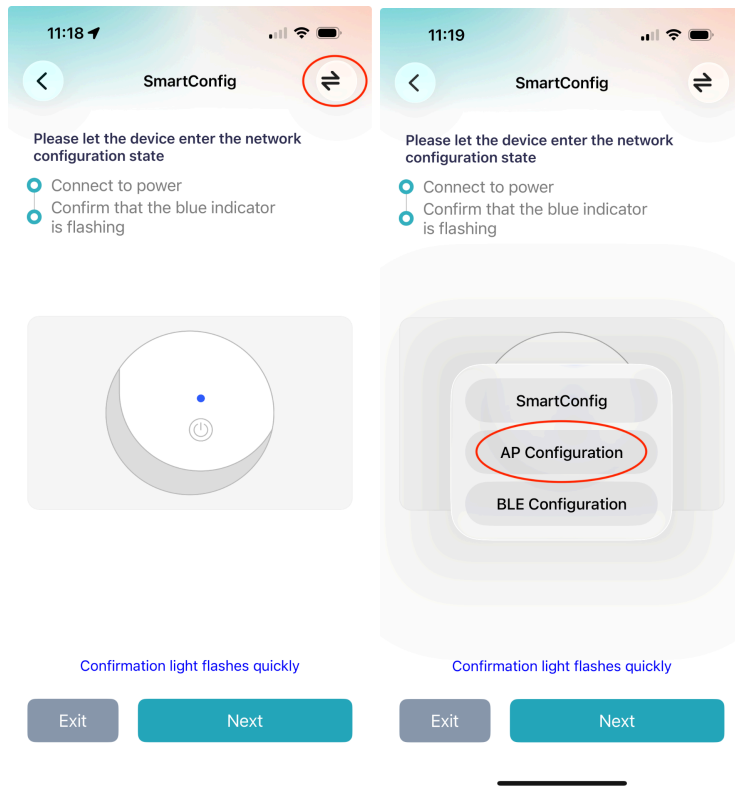 11:18
SmartConfig
Please let the device enter the network
configuration state
Connect to power
Confirm that the blue indicator
is flashing
Confirmation light flashes quickly
Exit
Next
11:19
SmartConfig
Please let the device enter the network
configuration state
Connect to power
Confirm that the blue indicator
is flashing
SmartConfig
AP Configuration
BLE Configuration
Confirmation light flashes quickly
Exit
Next